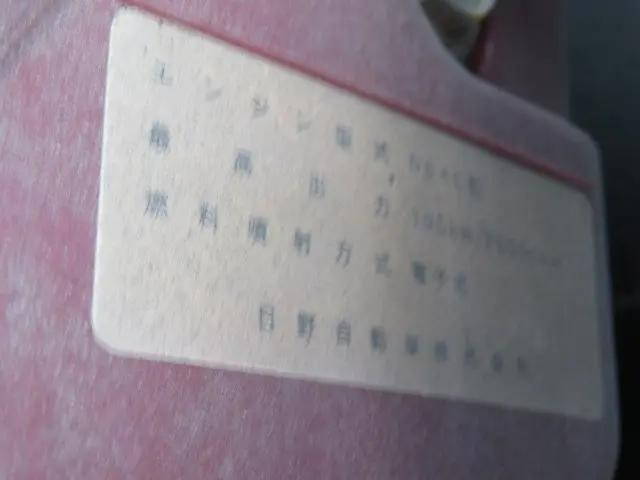 エンジン型式
最高出力
燃料噴射方式 電子式
日野自動車株式会社